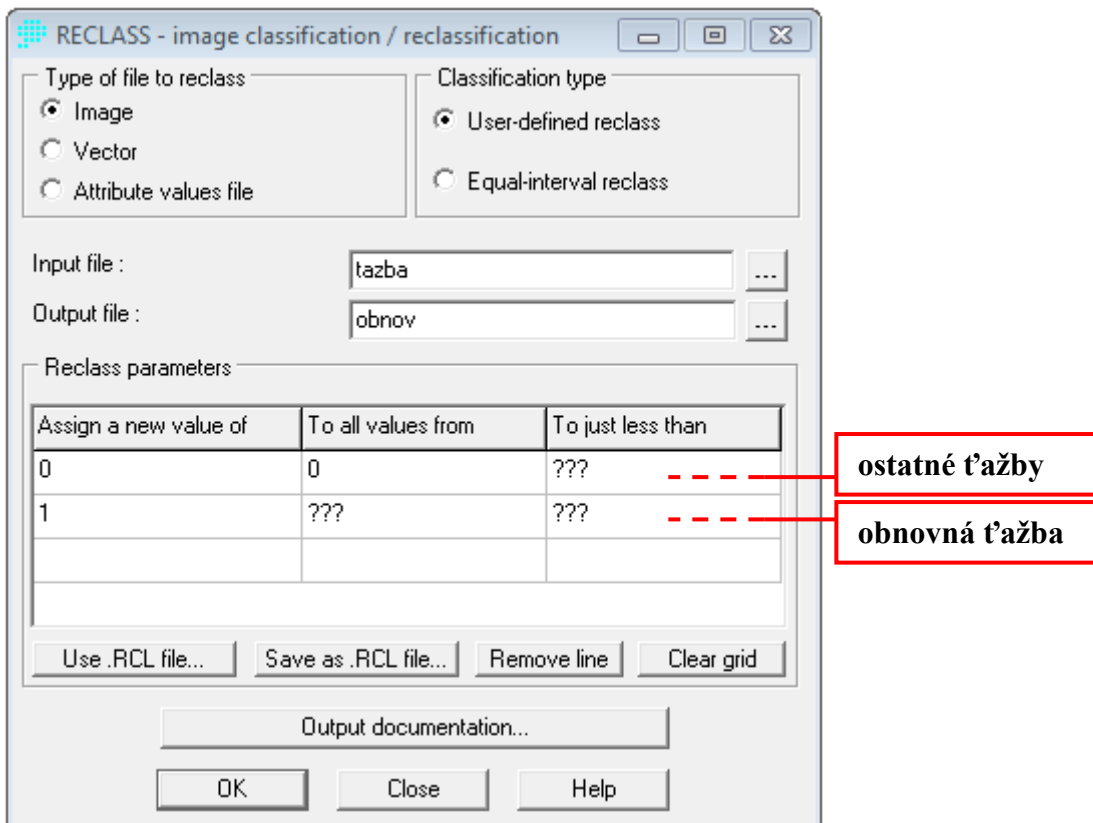 RECLASS - image classification / reclassification
Type of file to reclass
Image
Vector
Attribute values file
Classification type
User-defined reclass
Equal-interval reclass
Input file :
tazba
...
Output file :
obnov
...
Reclass parameters
Assign a new value of To all values from To just less than
0 0 ???
1 ??? ???
ostatné ťažby
obnovná ťažba
Use .RCL file... Save as .RCL file... Remove line Clear grid
Output documentation...
OK Close Help